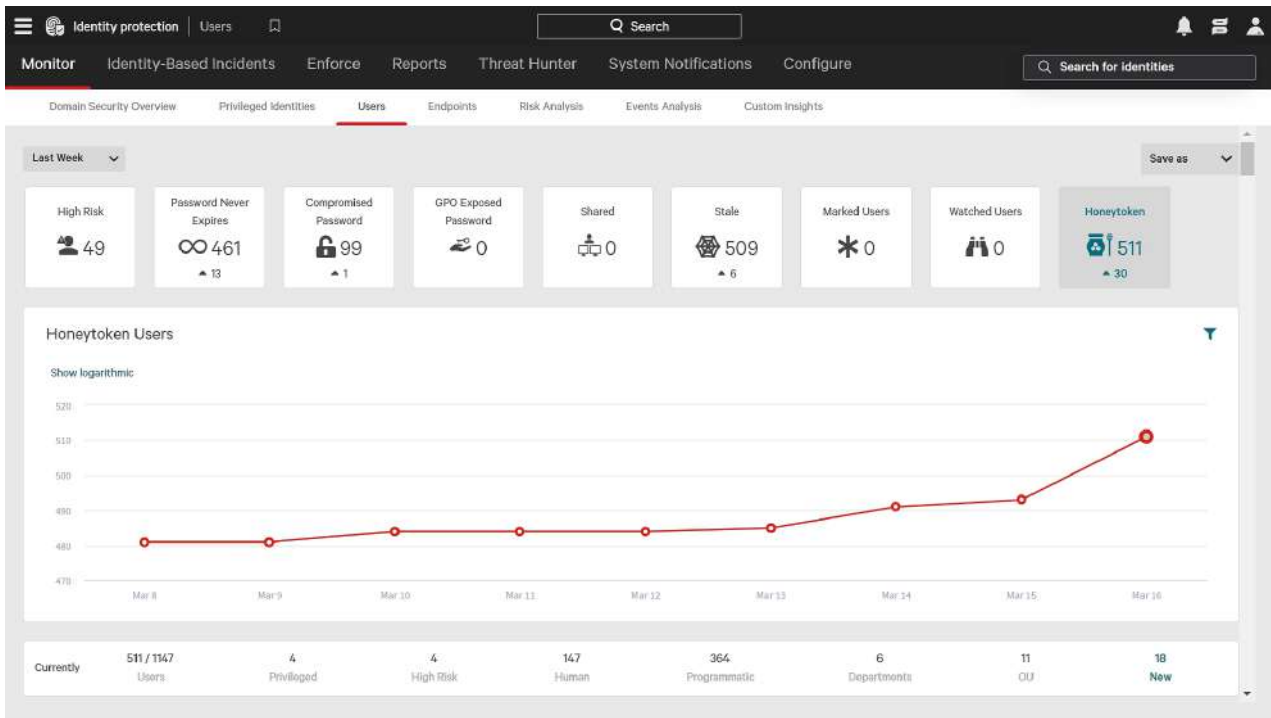 Identity protection | Users
Search
Monitor Identity-Based Incidents Enforce Reports Threat Hunter System Notifications Configure
Search for identities
Domain Security Overview Privileged Identities Users Endpoints Risk Analysis Events Analysis Custom Insights
Last Week
Save as
High Risk
49
Password Never
Expires
461
13
Compromised
Password
99
1
GPO Exposed
Password
0
Shared
0
Stale
509
6
Marked Users
0
Watched Users
0
Honeytoken
511
30
Honeytoken Users
Show logarithmic
520
510
500
490
480
470
Mar 8 Mar 9 Mar 10 Mar 11 Mar 12 Mar 13 Mar 14 Mar 15 Mar 16
Currently
511 / 1147
Users
4
Privileged
4
High Risk
147
Human
364
Programmatic
6
Departments
11
OU
18
New